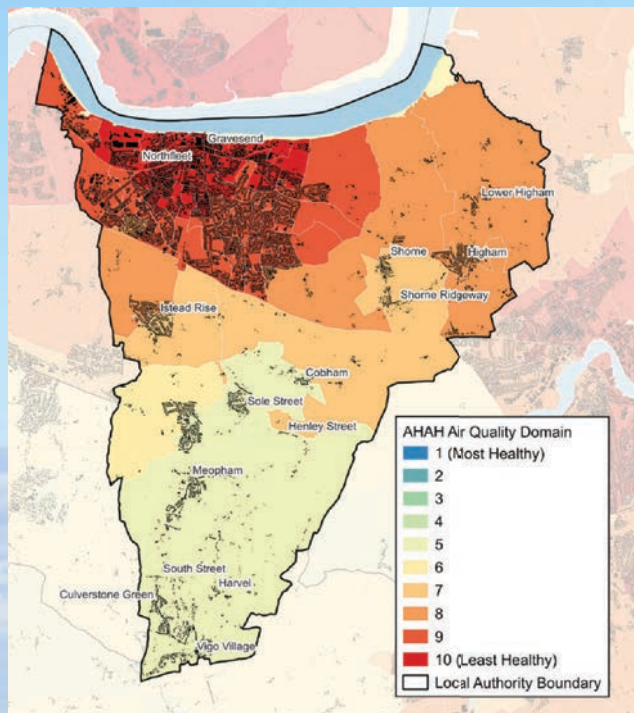 Gravesend
Northfleet
Lower Higham
Shorne
Higham
Shorne Ridgeway
Istead Rise
Cobham
Sole Street
Henley Street
Meopham
South Street
Harvel
Culverstone Green
Vigo Village
AHAH Air Quality Domain
1 (Most Healthy)
2
3
4
5
6
7
8
9
10 (Least Healthy)
Local Authority Boundary